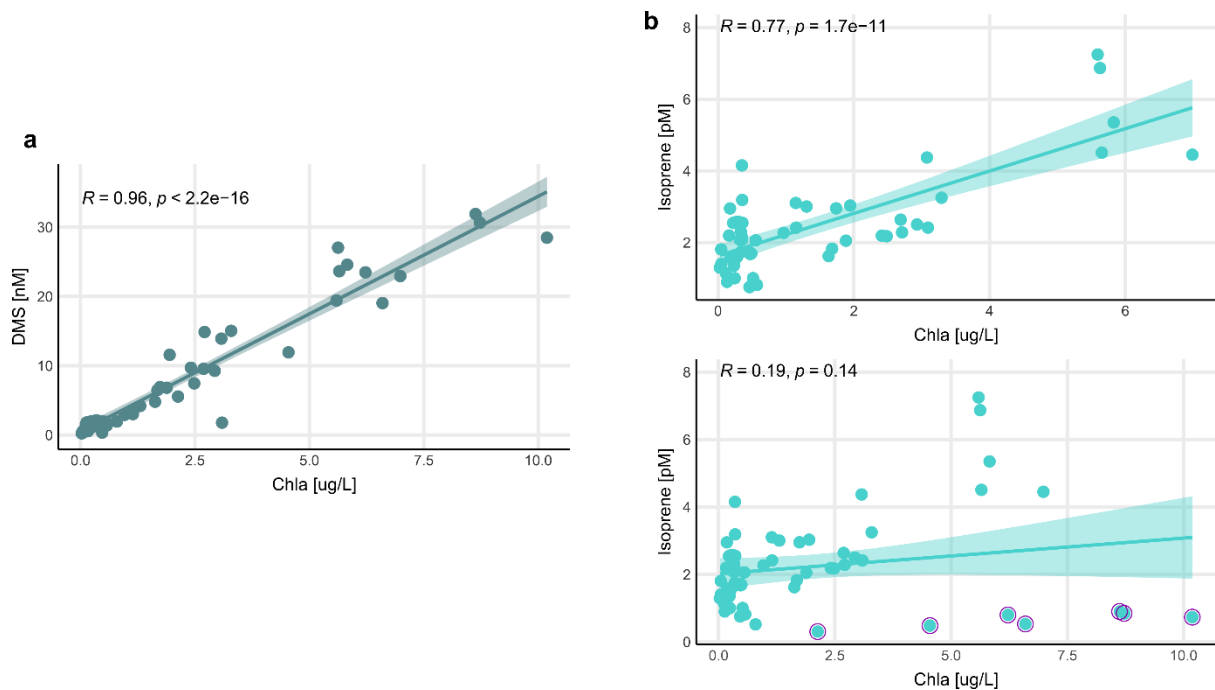 a
R = 0.96, p < 2.2e−16
DMS [nM]
30
20
10
0
0.0 2.5 5.0 7.5 10.0
Chla [ug/L]
b
R = 0.77, p = 1.7e−11
Isoprene [pM]
8
6
4
2
0
0 2 4 6
Chla [ug/L]
R = 0.19, p = 0.14
Isoprene [pM]
8
6
4
2
0
0.0 2.5 5.0 7.5 10.0
Chla [ug/L]